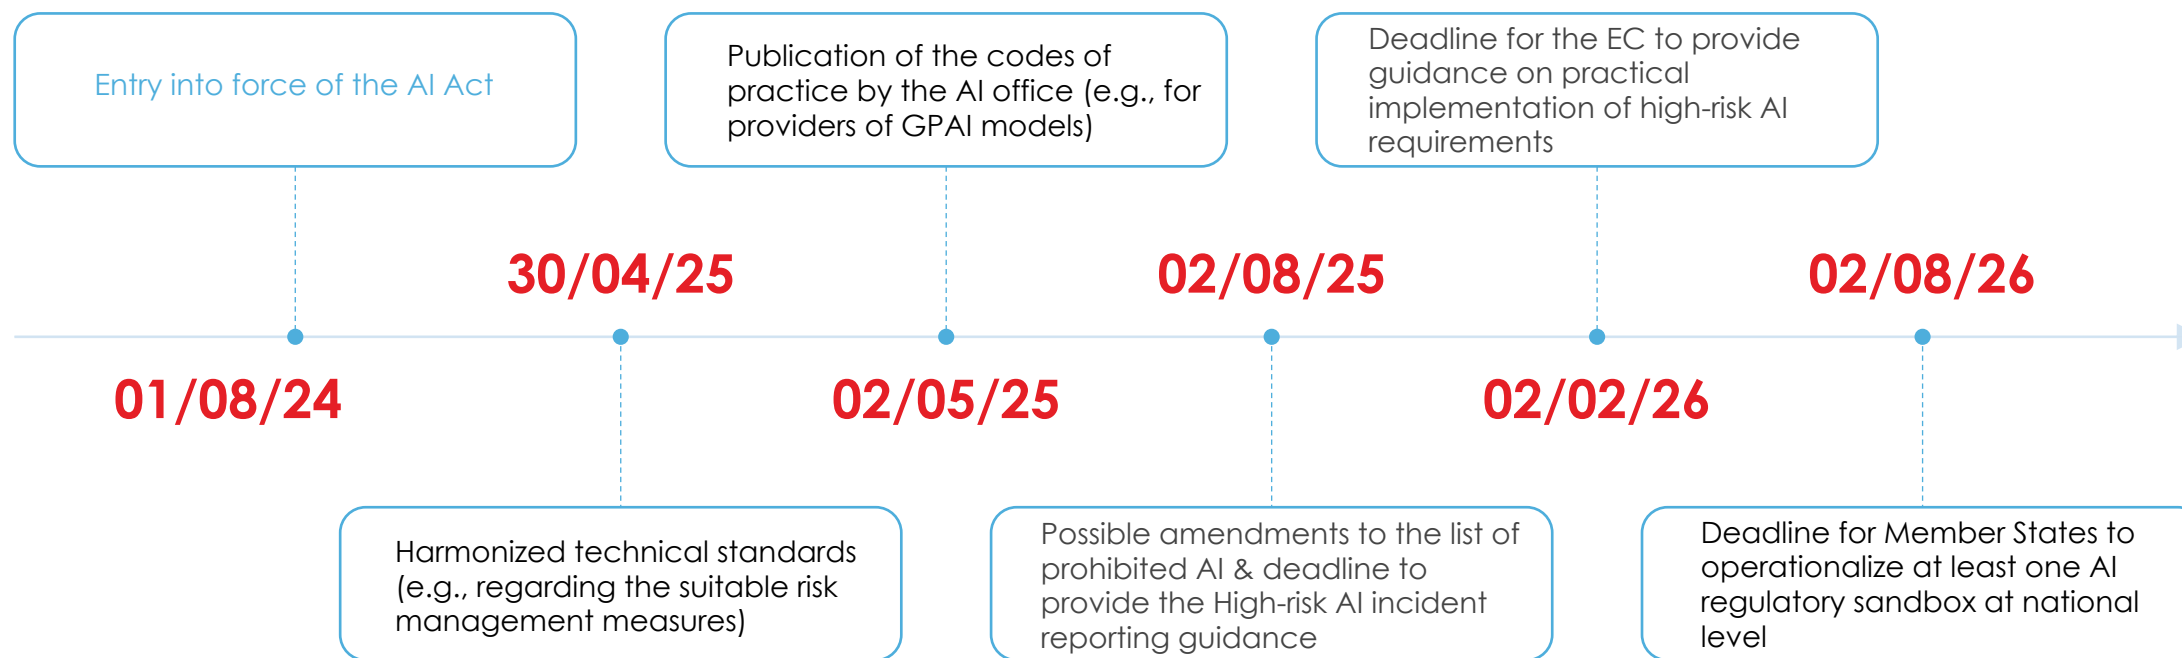 Entry into force of the AI Act
Publication of the codes of
practice by the AI office (e.g., for
providers of GPAI models)
Deadline for the EC to provide
guidance on practical
implementation of high-risk AI
requirements
30/04/25
02/08/25
02/08/26
01/08/24
02/05/25
02/02/26
Harmonized technical standards
(e.g., regarding the suitable risk
management measures)
Possible amendments to the list of
prohibited AI & deadline to
provide the High-risk AI incident
reporting guidance
Deadline for Member States to
operationalize at least one AI
regulatory sandbox at national
level